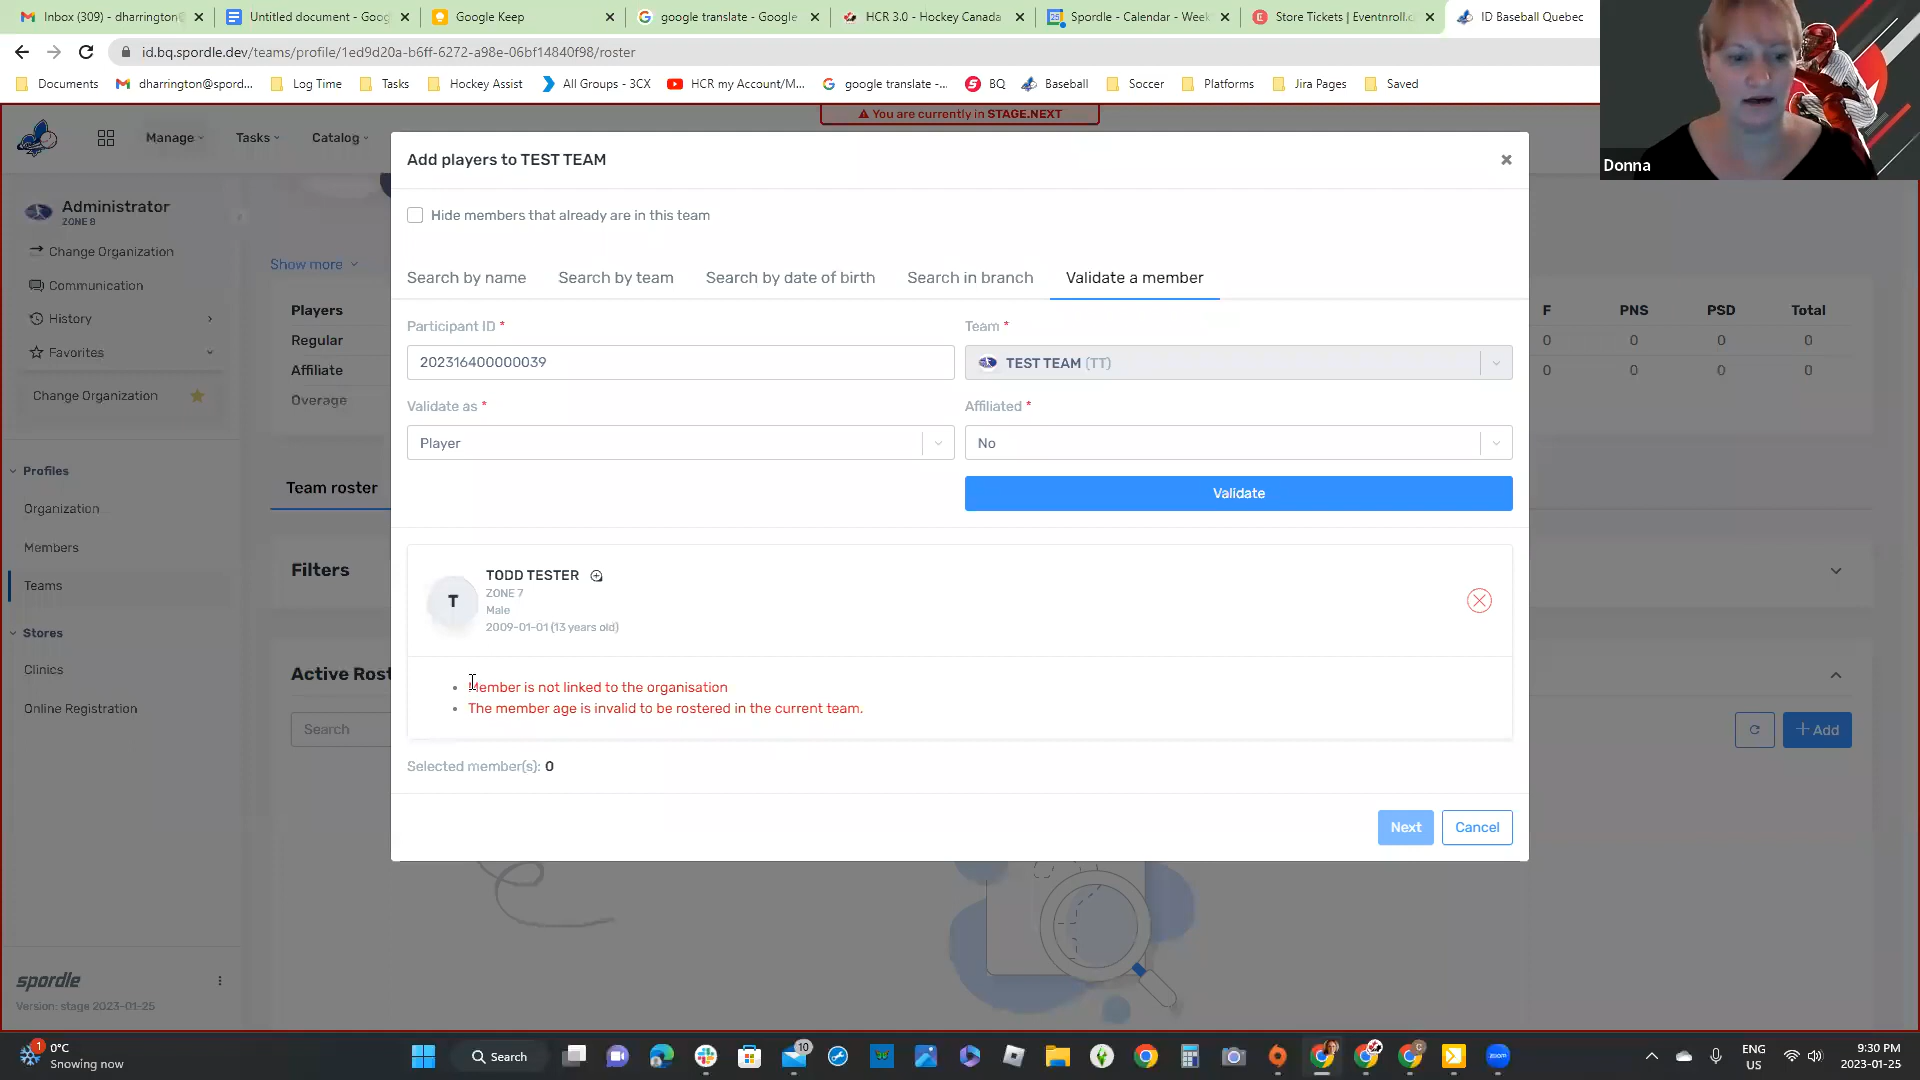 Inbox (309) - dharrington
Untitled document - Goog
Google Keep
google translate - Google
HCR 3.0 - Hockey Canada
Spordle - Calendar - Week
Store Tickets | Eventnroll.c
ID Baseball Quebec
id.bq.spordle.dev/teams/profile/1ed9d20a-b6ff-6272-a98e-06bf14840f98/roster
Documents
dharrington@spord...
Log Time
Tasks
Hockey Assist
All Groups - 3CX
HCR my Account/M...
google translate -...
BQ
Baseball
Soccer
Platforms
Jira Pages
Saved
You are currently in STAGE.NEXT
Donna
Manage
Tasks
Catalog
Administrator
ZONE 8
Change Organization
Communication
History
Favorites
Change Organization
Profiles
Organization
Members
Teams
Stores
Clinics
Online Registration
spordle
Version: stage 2023-01-25
Show more
Players
Regular
Affiliate
Overage
Team roster
Filters
Active Rost
Search
Add players to TEST TEAM
Hide members that already are in this team
Search by name
Search by team
Search by date of birth
Search in branch
Validate a member
Participant ID *
202316400000039
Team *
TEST TEAM (TT)
Validate as *
Player
Affiliated *
No
Validate
TODD TESTER
T
ZONE 7
Male
2009-01-01 (13 years old)
• Member is not linked to the organisation
• The member age is invalid to be rostered in the current team.
Selected member(s): 0
Next
Cancel
F PNS PSD Total
0 0 0 0
0 0 0 0
+ Add
1
0°C
Snowing now
Search
10
C
zoom
ENG
US
9:30 PM
2023-01-25